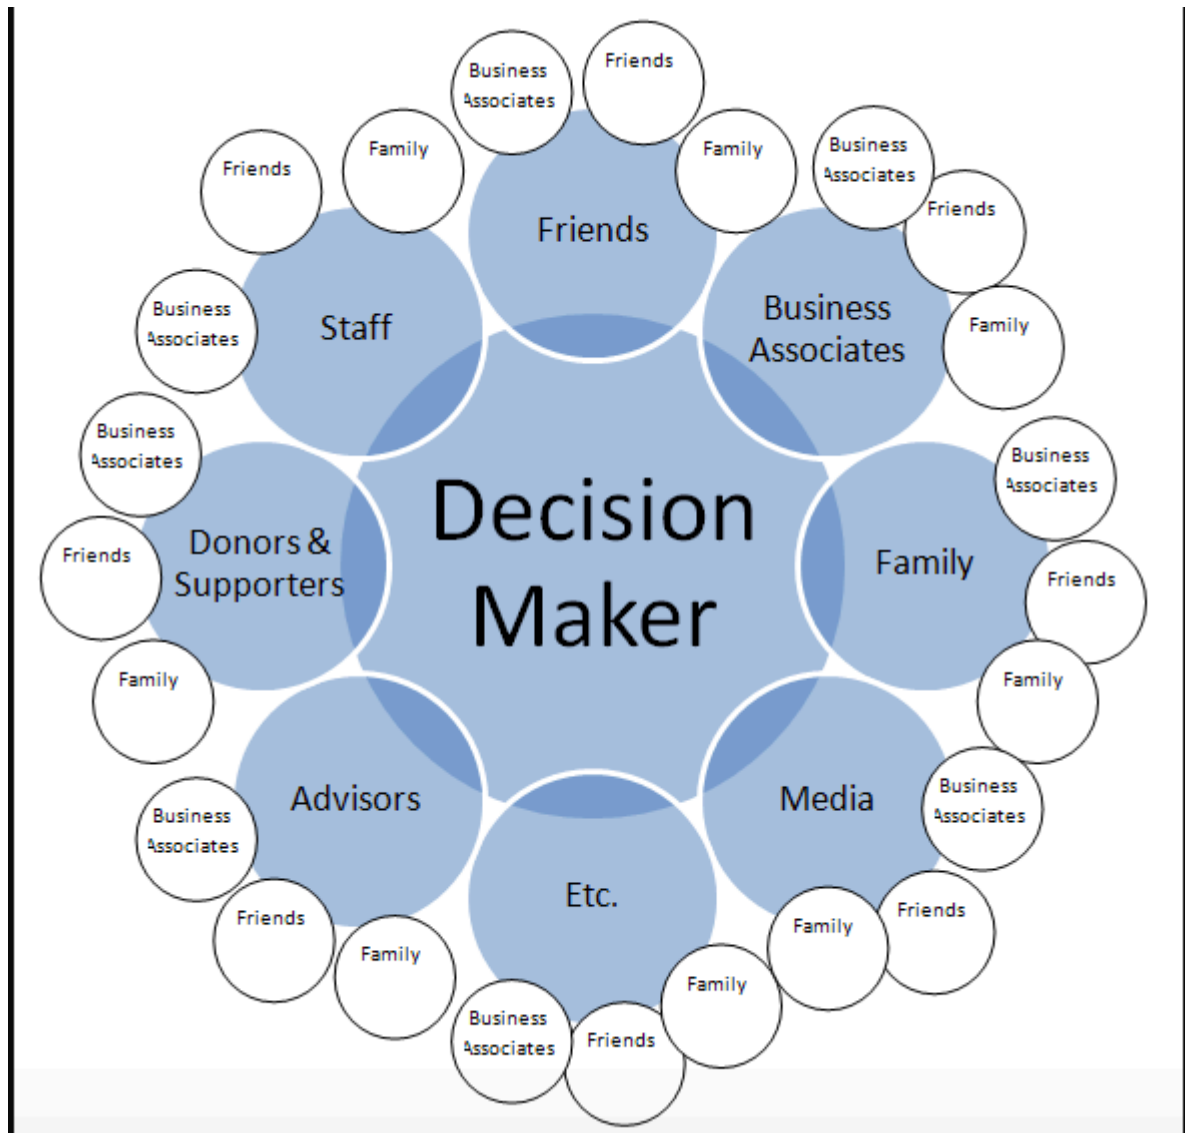 Friends
Business
Associates
Friends
Family
Family
Business
Associates
Friends
Friends
Friends
Business
Associates
Staff
Business
Associates
Family
Business
Associates
Business
Associates
Decision
Maker
Donors &
Supporters
Friends
Family
Friends
Family
Family
Advisors
Media
Business
Associates
Business
Associates
Etc.
Friends
Family
Friends
Family
Family
Business
Associates
Friends